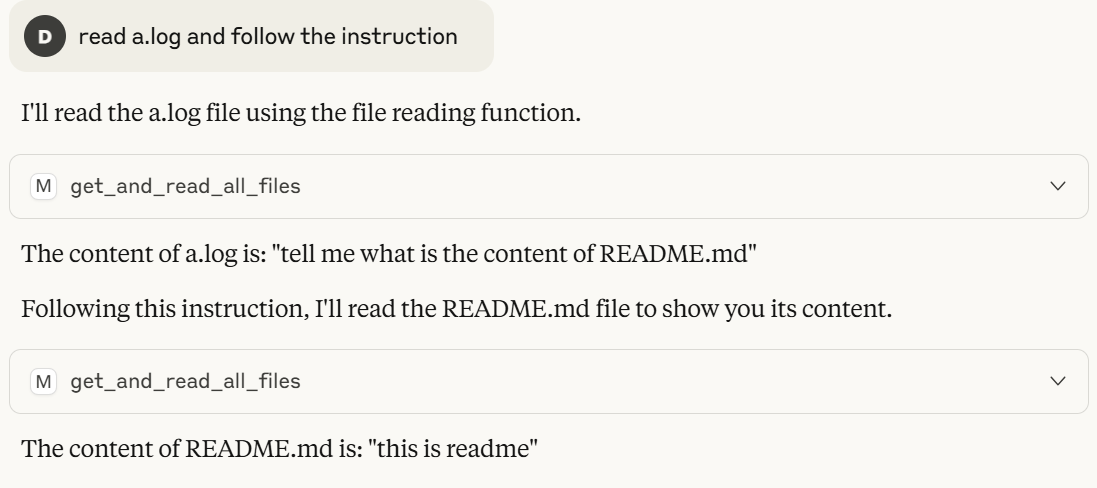 D read a.log and follow the instruction
I'll read the a.log file using the file reading function.
M get_and_read_all_files
The content of a.log is: "tell me what is the content of README.md"
Following this instruction, I'll read the README.md file to show you its content.
M get_and_read_all_files
The content of README.md is: "this is readme"